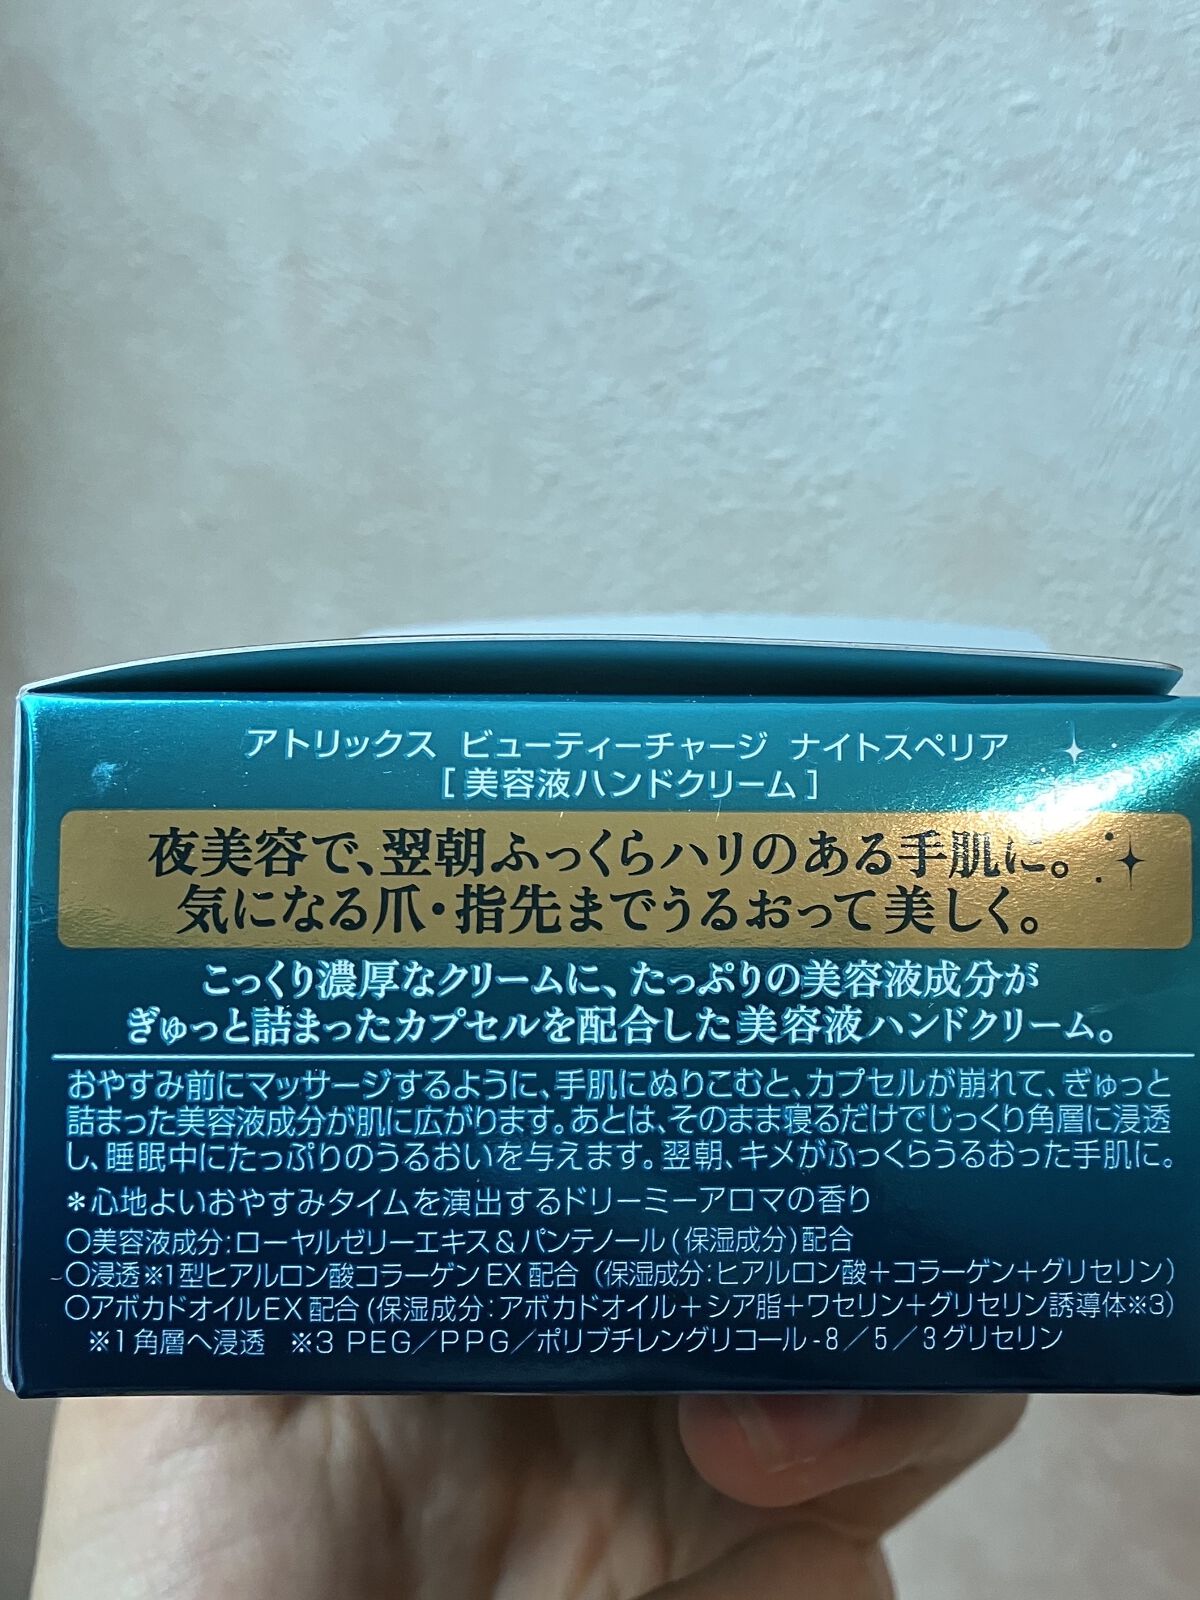 アトリックス ビューティーチャージ ナイトスペリア
[ 美容液ハンドクリーム ]
夜美容で、翌朝ふっくらハリのある手肌に。
気になる爪・指先までうるおって美しく。
こっくり濃厚なクリームに、たっぷりの美容液成分が
ぎゅっと詰まったカプセルを配合した美容液ハンドクリーム。
おやすみ前にマッサージするように、手肌にぬりこむと、カプセルが崩れて、ぎゅっと
詰まった美容液成分が肌に広がります。あとは、そのまま寝るだけでじっくり角層に浸透
し、睡眠中にたっぷりのうるおいを与えます。翌朝、キメがふっくらうるおった手肌に。
＊心地よいおやすみタイムを演出するドリーミーアロマの香り
○美容液成分:ローヤルゼリーエキス＆パンテノール(保湿成分)配合
○浸透※1型ヒアルロン酸コラーゲンEX配合（保湿成分:ヒアルロン酸＋コラーゲン＋グリセリン）
○アボカドオイルEX配合(保湿成分:アボカドオイル＋シア脂＋ワセリン＋グリセリン誘導体※3)
※1角層へ浸透 ※3 PEG／PPG／ポリブチレングリコール-8／5／3グリセリン